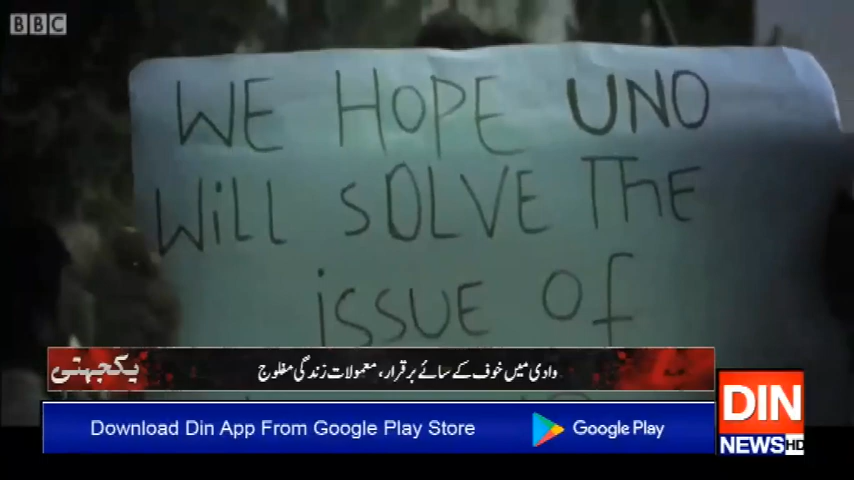 BBC
WE HOPE UNO
WiLL SOLVE THE
iSSUE OF
یکجہتی
وادی میں خوف کے سائے برقرار، معمولات زندگی مفلوج
Download Din App From Google Play Store
Google Play
DIN
NEWS HD